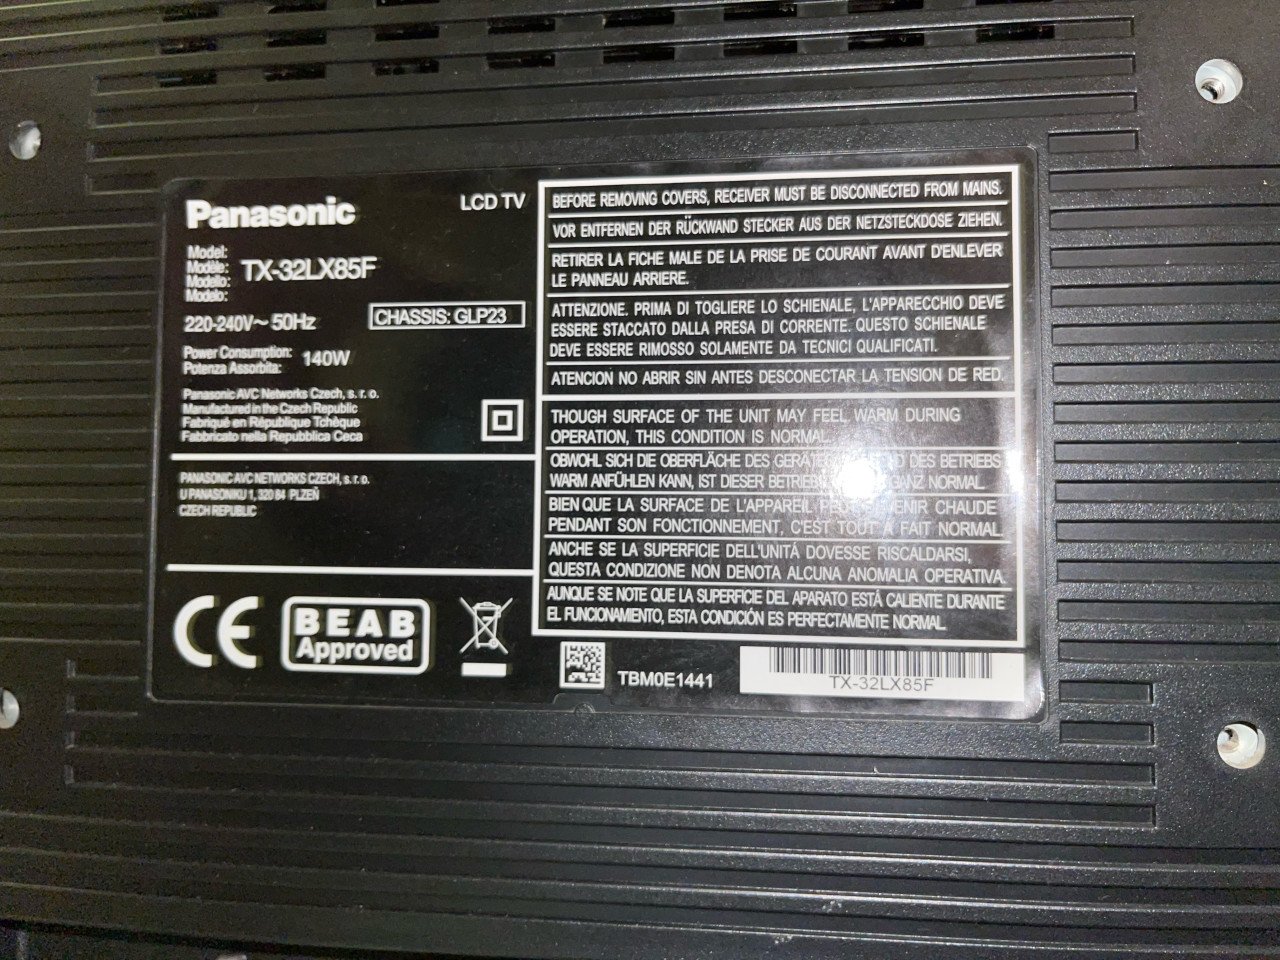 Panasonic
LCD TV
Model:
Modèle:
Modello:
Modelo:
TX-32LX85F
220-240V~ 50Hz
CHASSIS: GLP23
Power Consumption:
Potenza Assorbita:
140W
Panasonic AVC Networks Czech, s. r. o.
Manufactured in the Czech Republic
Fabriqué en République Tchèque
Fabbricato nella Repubblica Ceca
PANASONIC AVC NETWORKS CZECH, s. r. o.
U PANASONIKU 1, 320 84 PLZEŇ
CZECH REPUBLIC
CE
BEAB
Approved
BEFORE REMOVING COVERS, RECEIVER MUST BE DISCONNECTED FROM MAINS.
VOR ENTFERNEN DER RÜCKWAND STECKER AUS DER NETZSTECKDOSE ZIEHEN.
RETIRER LA FICHE MALE DE LA PRISE DE COURANT AVANT D'ENLEVER
LE PANNEAU ARRIERE.
ATTENZIONE. PRIMA DI TOGLIERE LO SCHIENALE, L'APPARECCHIO DEVE
ESSERE STACCATO DALLA PRESA DI CORRENTE. QUESTO SCHIENALE
DEVE ESSERE RIMOSSO SOLAMENTE DA TECNICI QUALIFICATI.
ATENCION NO ABRIR SIN ANTES DESCONECTAR LA TENSION DE RED.
THOUGH SURFACE OF THE UNIT MAY FEEL WARM DURING
OPERATION, THIS CONDITION IS NORMAL.
OBWOHL SICH DIE OBERFLÄCHE DES DES BETRIEBS
WARM ANFÜHLEN KANN, IST DIESER GANZ NORMAL
BIEN QUE LA SURFACE DE L'APPAREIL CHAUDE
PENDANT SON FONCTIONNEMENT, C'EST TOUT A FAIT NORMAL
ANCHE SE LA SUPERFICIE DELL'UNITÁ DOVESSE RISCALDARSI,
QUESTA CONDIZIONE NON DENOTA ALCUNA ANOMALIA OPERATIVA.
AUNQUE SE NOTE QUE LA SUPERFICIE DEL APARATO ESTÁ CALIENTE DURANTE
EL FUNCIONAMIENTO, ESTA CONDICIÓN ES PERFECTAMENTE NORMAL
TBM0E1441
TX-32LX85F